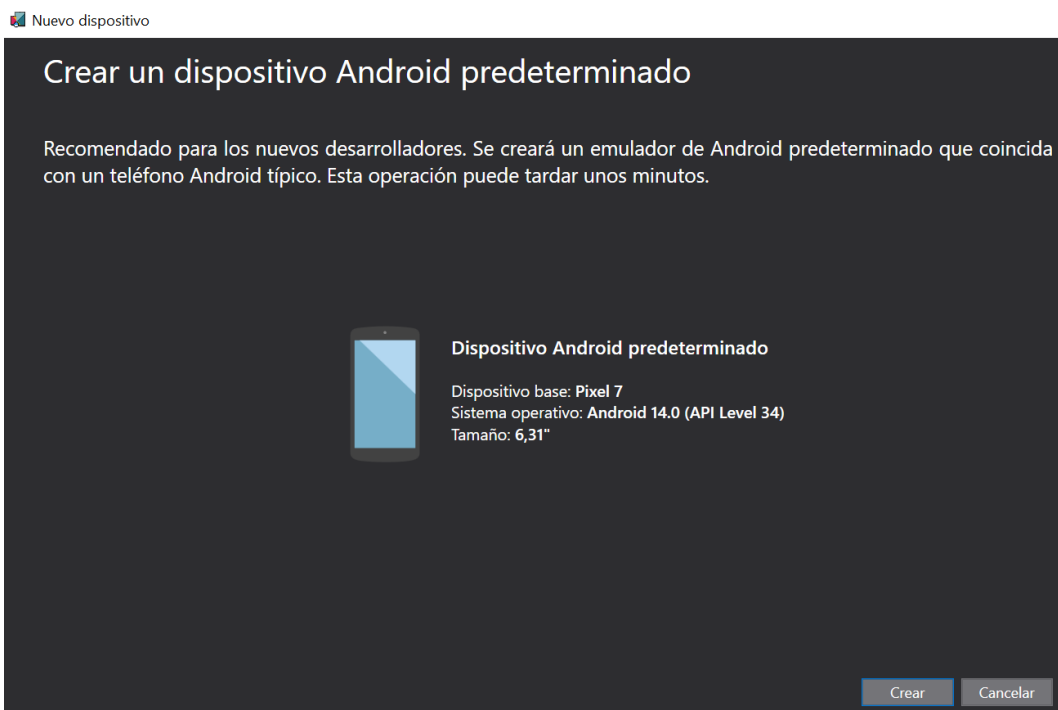 Nuevo dispositivo
Crear un dispositivo Android predeterminado
Recomendado para los nuevos desarrolladores. Se creará un emulador de Android predeterminado que coincida
con un teléfono Android típico. Esta operación puede tardar unos minutos.
Dispositivo Android predeterminado
Dispositivo base: Pixel 7
Sistema operativo: Android 14.0 (API Level 34)
Tamaño: 6,31"
Crear
Cancelar